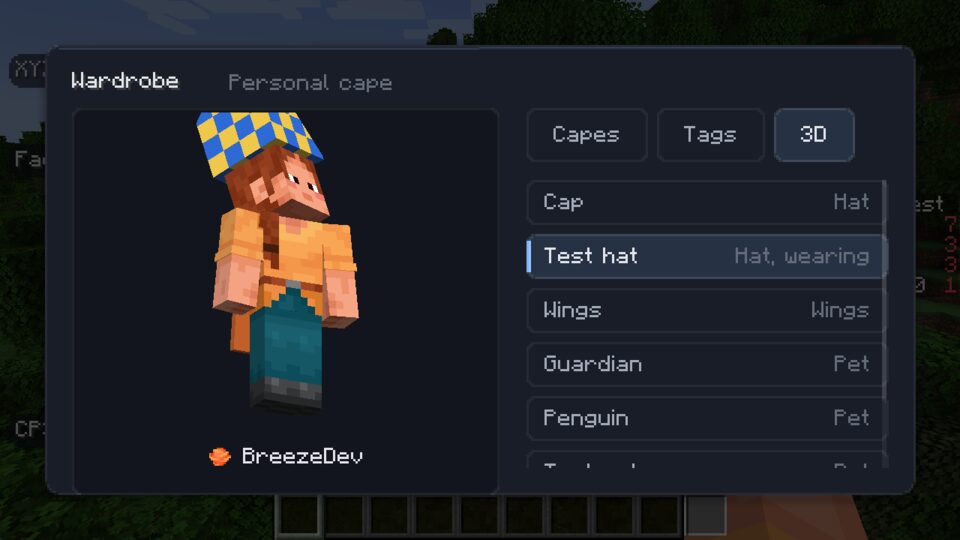 Wardrobe
Personal cape
Capes
Tags
3D
Cap
Hat
Test hat
Hat, wearing
Wings
Wings
Guardian
Pet
Penguin
Pet
BreezeDev